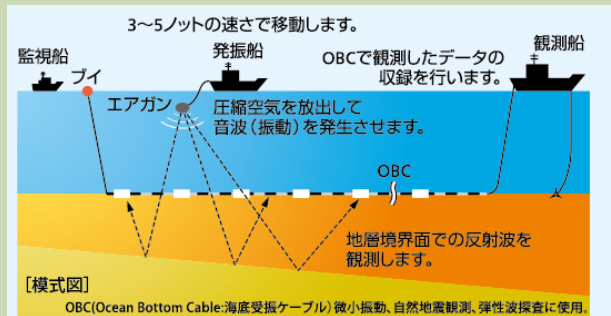 3〜5ノットの速さで移動します。
監視船
ブイ
発振船
OBCで観測したデータの
収録を行います。
観測船
エアガン
圧縮空気を放出して
音波(振動)を発生させます。
OBC
地層境界面での反射波を
観測します。
[模式図]
OBC(Ocean Bottom Cable:海底受振ケーブル)微小振動、自然地震観測、弾性波探査に使用。